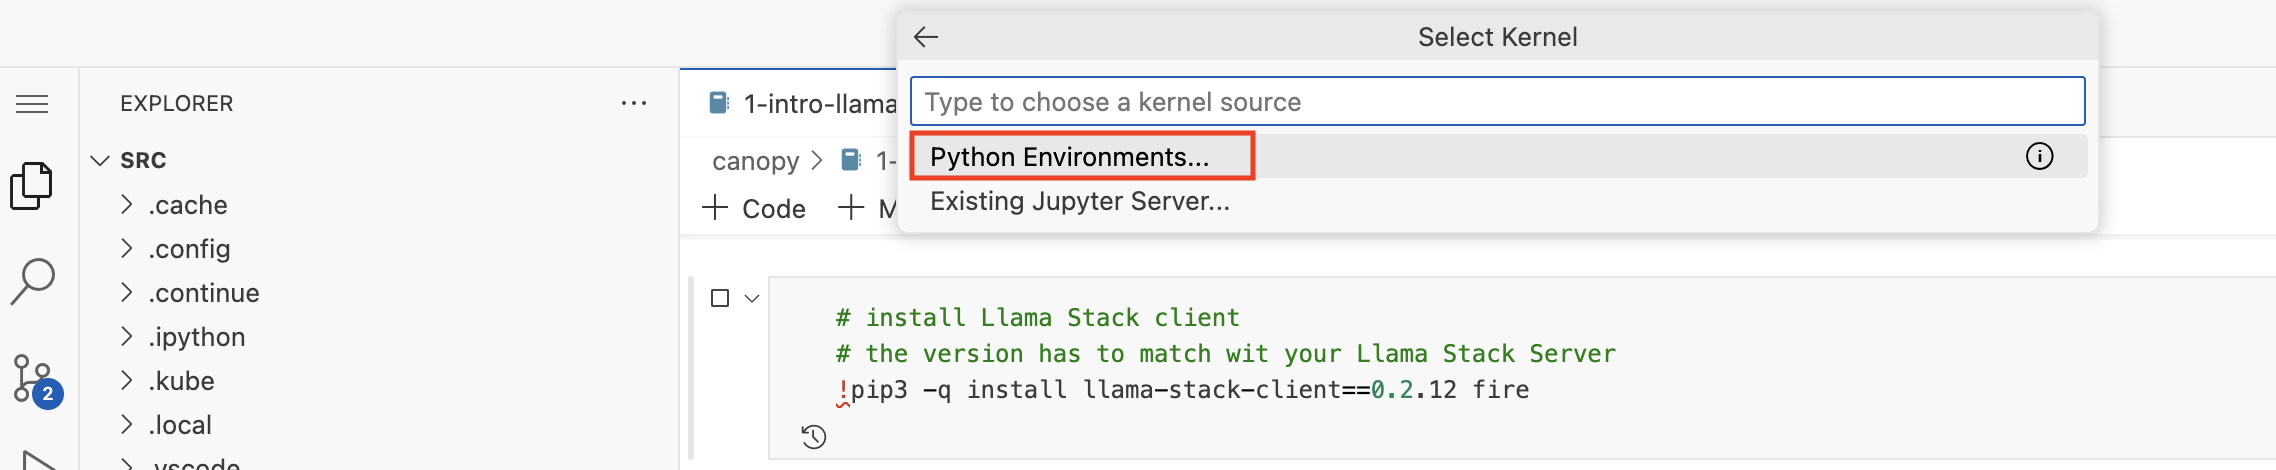 Select Kernel
Type to choose a kernel source
Python Environments...
Existing Jupyter Server...
EXPLORER
SRC
.cache
.config
.continue
.ipython
.kube
.local
.vscode
2
1-intro-llama
canopy > 1-
+ Code + M
# install Llama Stack client
# the version has to match wit your Llama Stack Server
!pip3 -q install llama-stack-client==0.2.12 fire